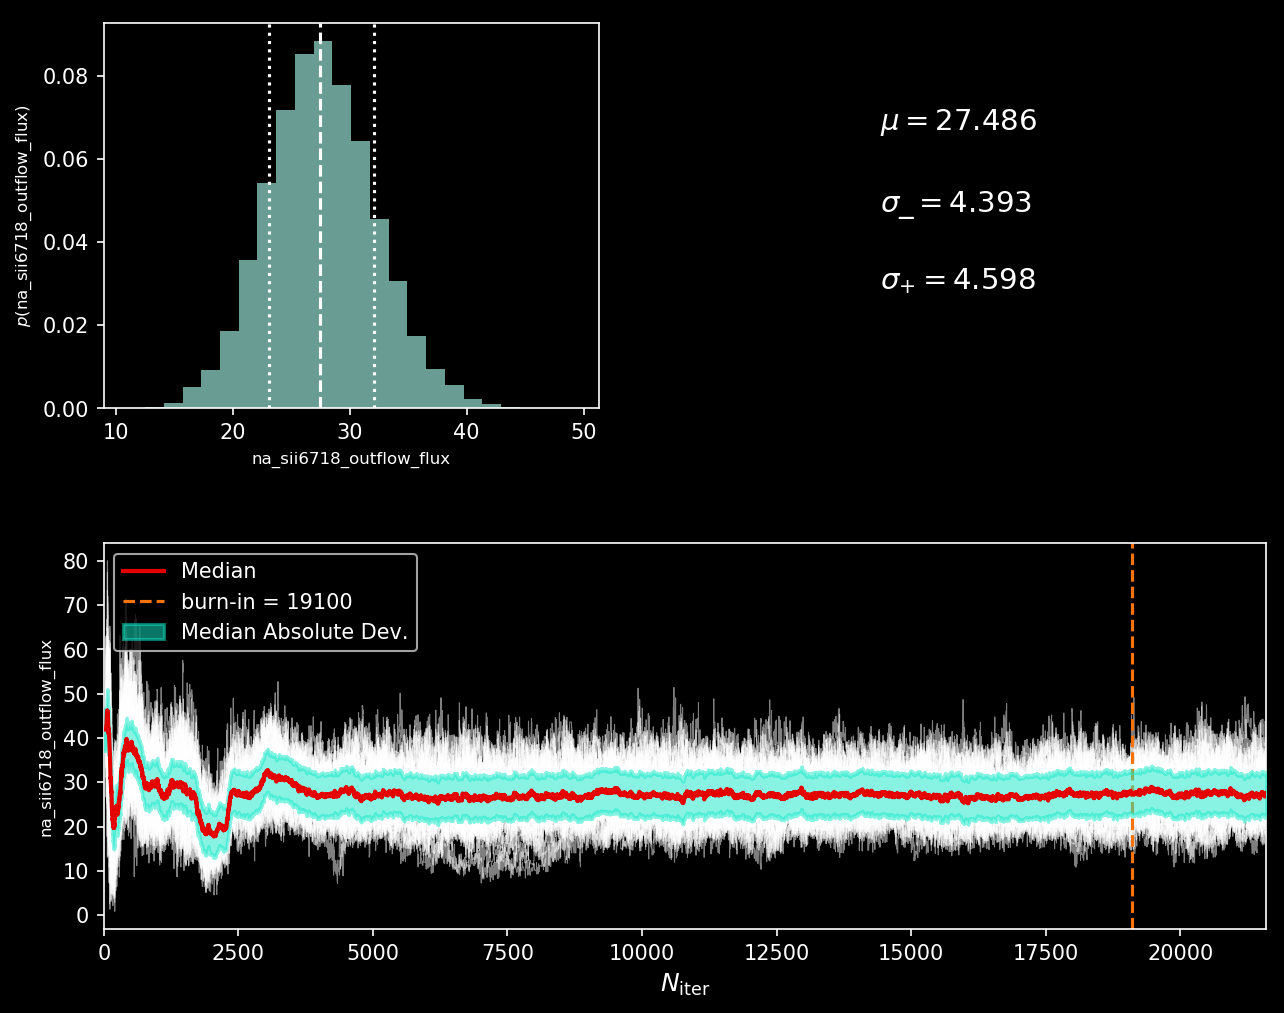 0.08
0.06
0.04
0.02
0.00
p(na_sii6718_outflow_flux)
10 20 30 40 50
na_sii6718_outflow_flux
μ = 27.486
σ_ = 4.393
σ+ = 4.598
80
70
60
50
40
30
20
10
0
na_sii6718_outflow_flux
Median
burn-in = 19100
Median Absolute Dev.
0 2500 5000 7500 10000 12500 15000 17500 20000
Niter